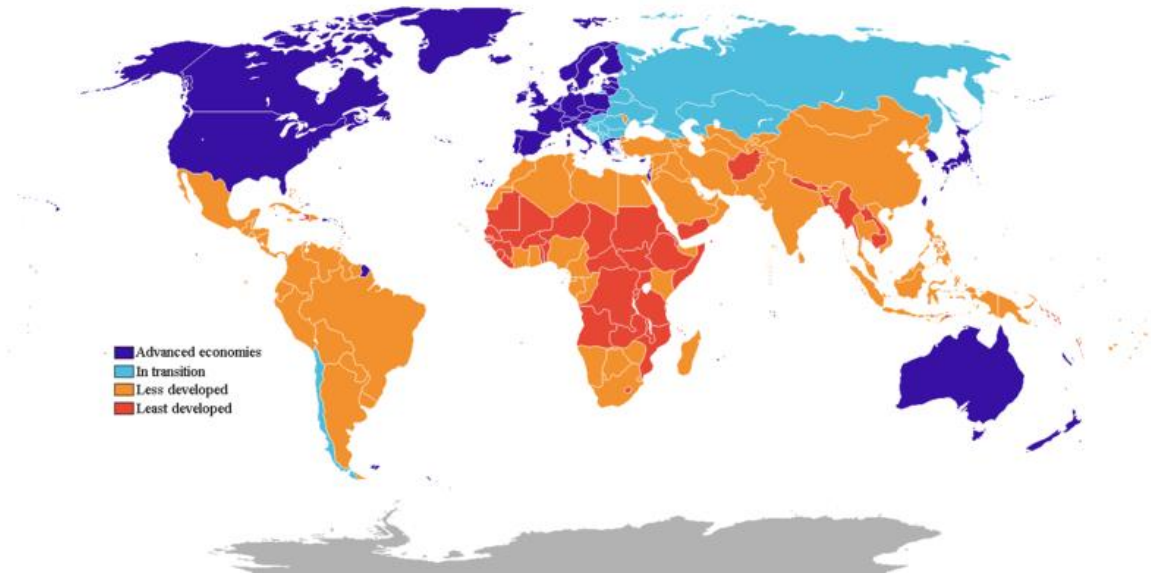 Advanced economies
In transition
Less developed
Least developed